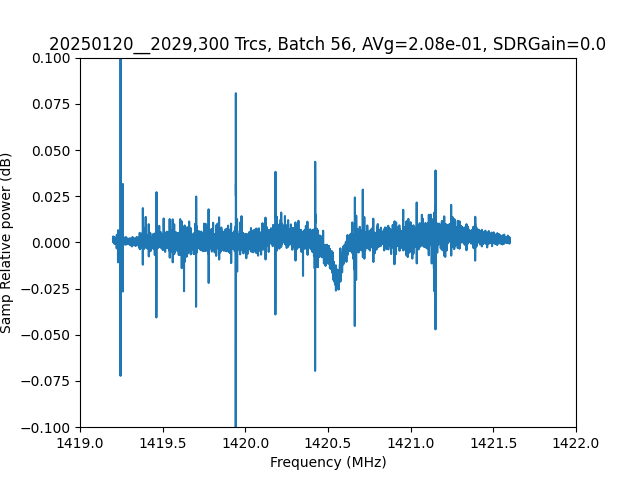 20250120__2029,300 Trcs, Batch 56, AVg=2.08e-01, SDRGain=0.0
Samp Relative power (dB)
0.100
0.075
0.050
0.025
0.000
−0.025
−0.050
−0.075
−0.100
1419.0 1419.5 1420.0 1420.5 1421.0 1421.5 1422.0
Frequency (MHz)